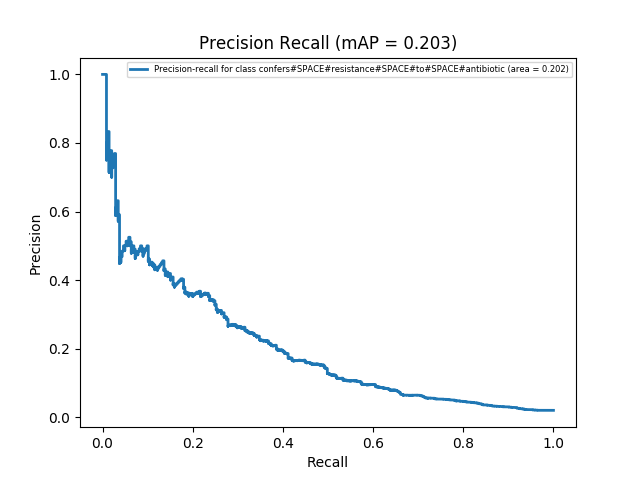 Precision Recall (mAP = 0.203)
Precision-recall for class confers#SPACE#resistance#SPACE#to#SPACE#antibiotic (area = 0.202)
1.0
0.8
0.6
0.4
0.2
0.0
Precision
0.0 0.2 0.4 0.6 0.8 1.0
Recall